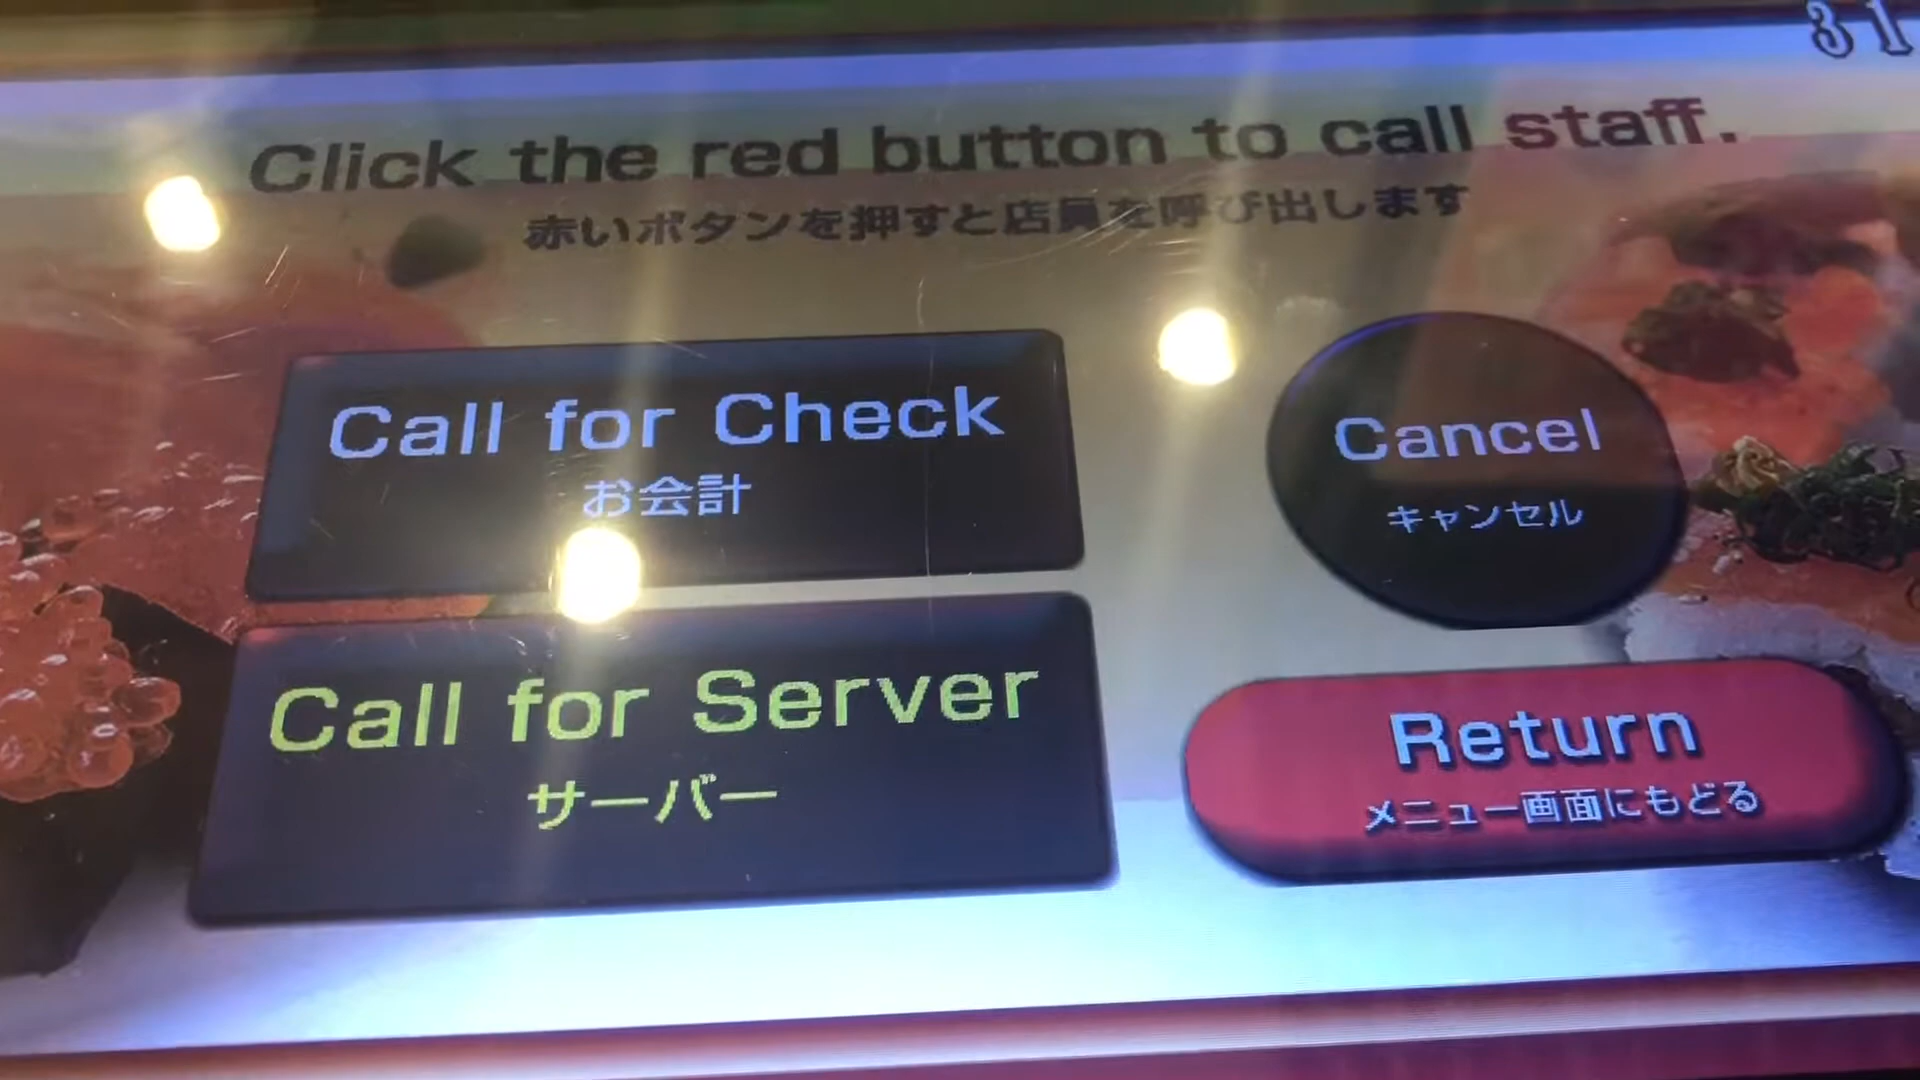 31
Click the red button to call staff.
赤いボタンを押すと店員を呼び出します
Call for Check
お会計
Cancel
キャンセル
Call for Server
サーバー
Return
メニュー画面にもどる